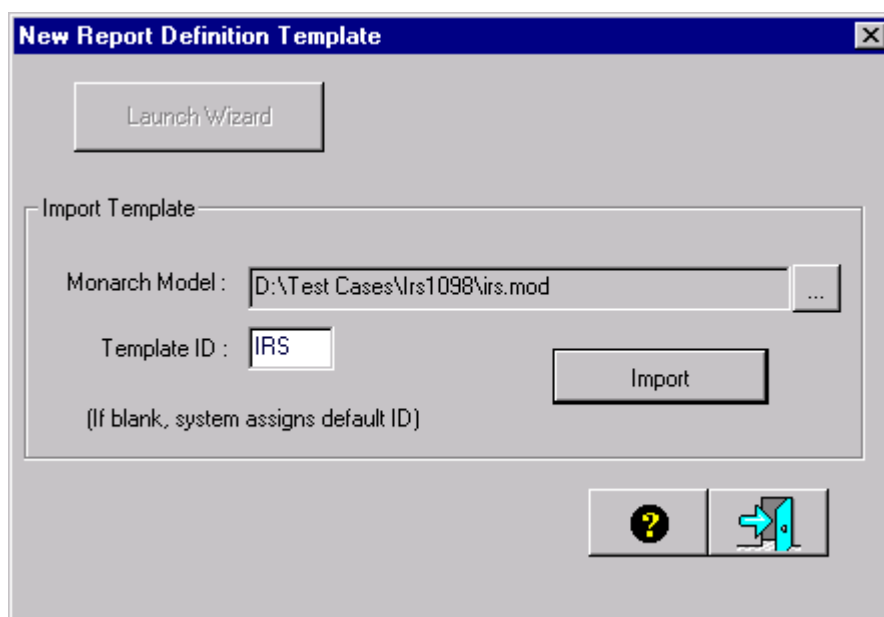 New Report Definition Template
Launch Wizard
Import Template
Monarch Model : D:\Test Cases\Irs1098\irs.mod ...
Template ID : IRS
Import
(If blank, system assigns default ID)
?